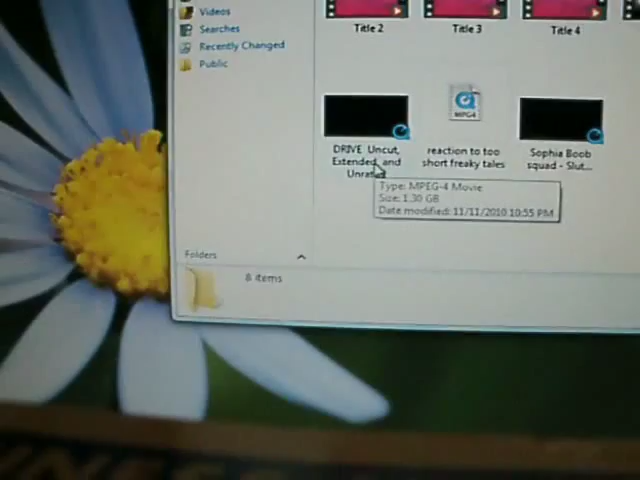 Videos
Searches
Recently Changed
Public
Folders
Title 2
Title 3
Title 4
MPG4
DRIVE Uncut,
Extended and
reaction to too
short freaky tales
Sophia Boob
squad - Slut...
Type: MPEG-4 Movie
Size: 1.30 GB
Date modified: 11/11/2010 10:55 PM
8 items